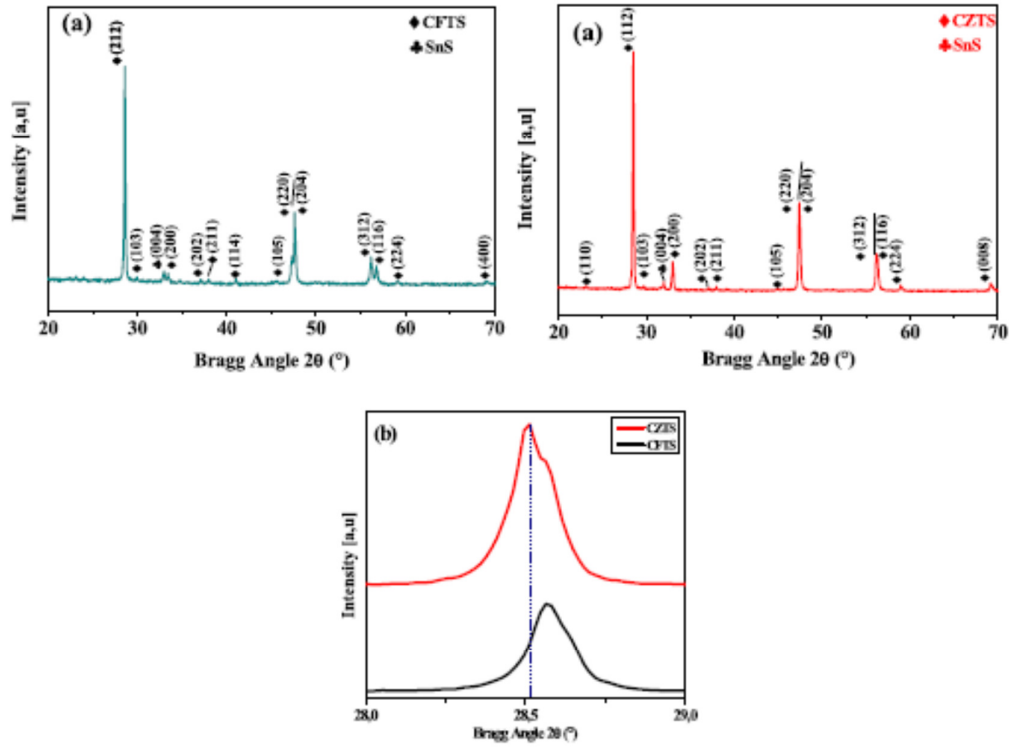 (a)
♦ CFTS
♣ SnS
♦ (212)
♦ (103)
♦ (004)
♦ (200)
♦ (202)
♦ (211)
♦ (114)
♦ (105)
♦ (220)
♦ (204)
♦ (312)
♦ (116)
♦ (224)
♦ (400)
Intensity [a,u]
20 30 40 50 60 70
Bragg Angle 2θ (°)
(a)
♦ CZTS
♣ SnS
♦ (112)
♦ (110)
♦ (103)
♦ (004)
♦ (200)
♦ (202)
♦ (211)
♦ (105)
♦ (220)
♦ (204)
♦ (312)
♦ (116)
♦ (224)
♦ (008)
Intensity [a,u]
20 30 40 50 60 70
Bragg Angle 2θ (°)
(b)
CZTS
CFTS
Intensity [a,u]
28,0 28,5 29,0
Bragg Angle 2θ (°)